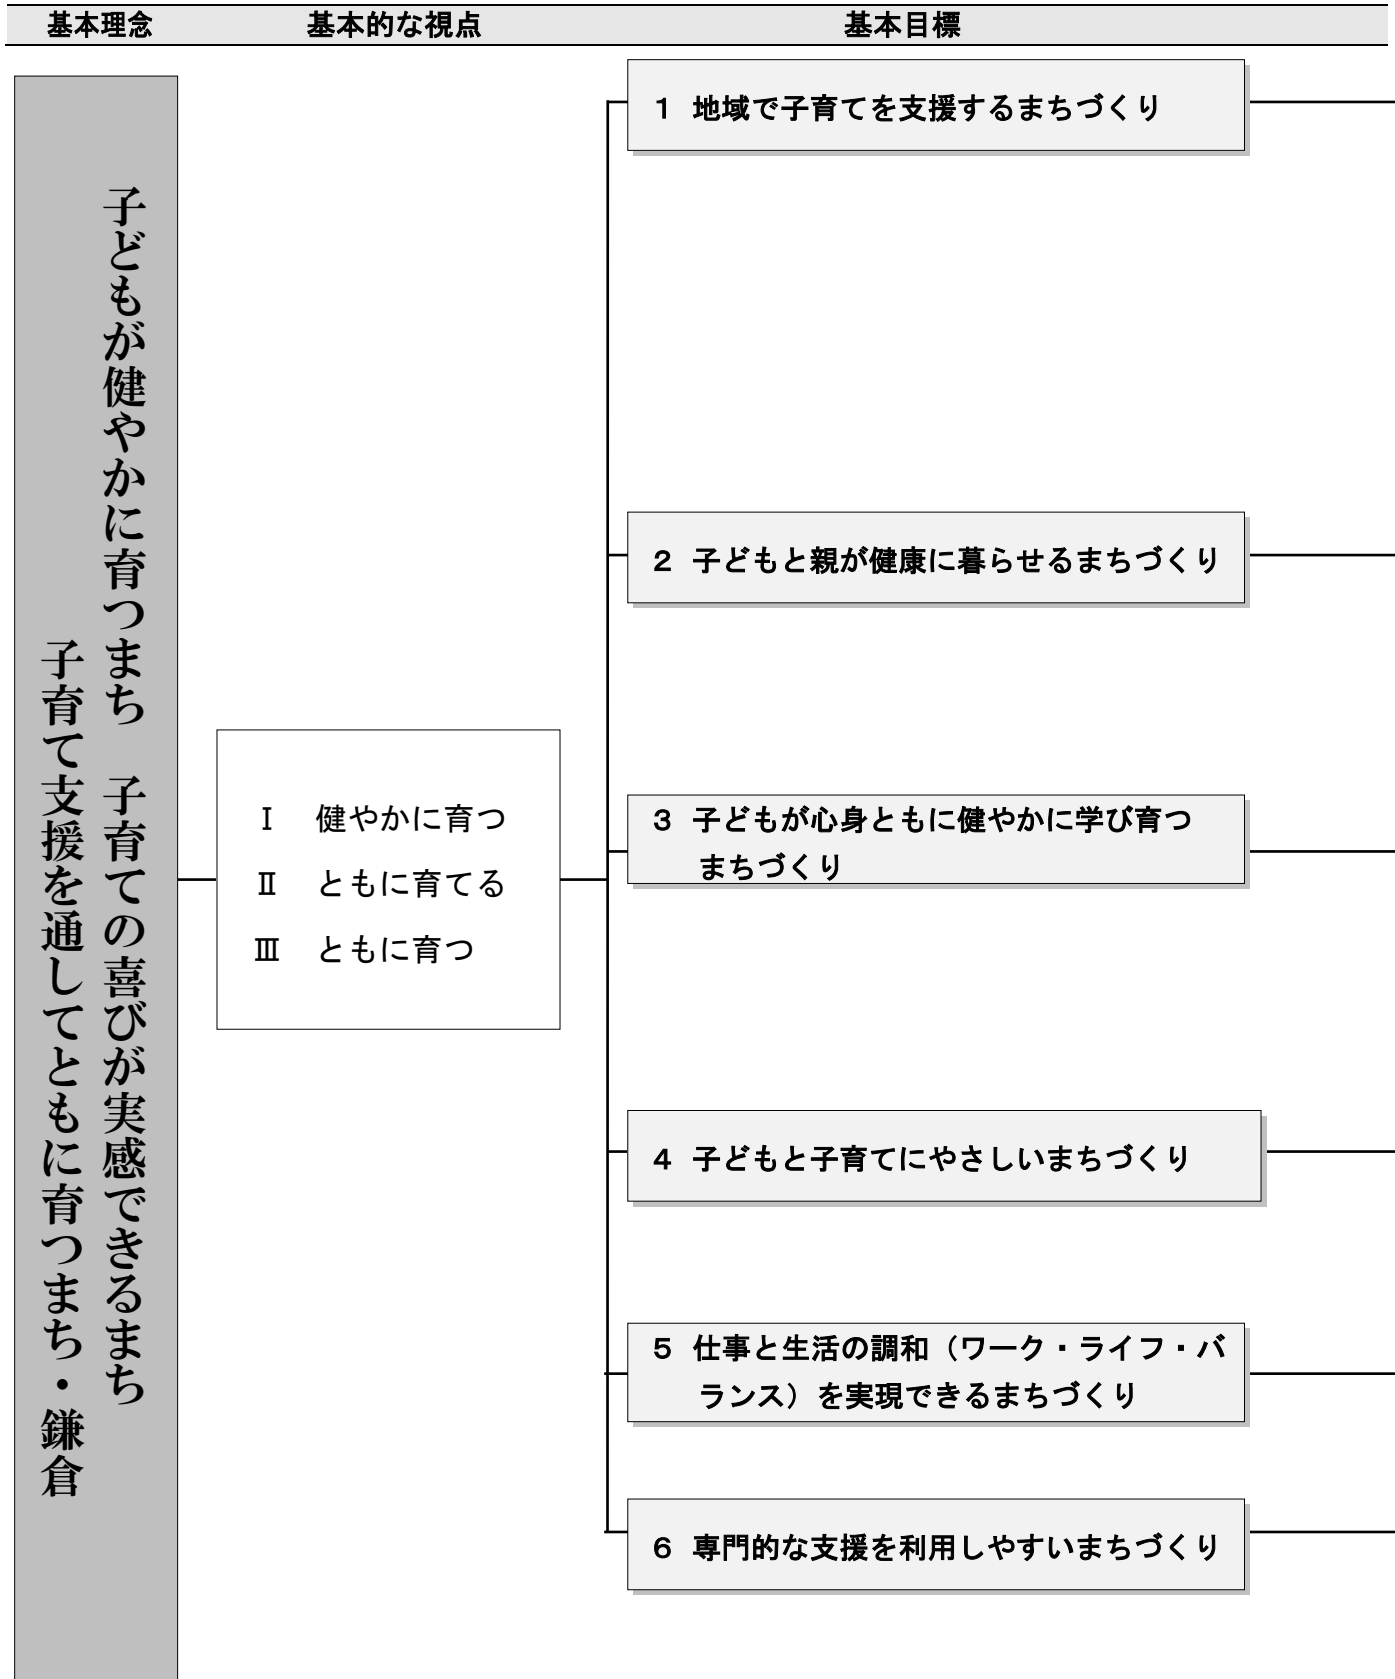 基本理念 基本的な視点 基本目標
子どもが健やかに育つまち　子育ての喜びが実感できるまち
子育て支援を通してともに育つまち・鎌倉
Ⅰ　健やかに育つ
Ⅱ　ともに育てる
Ⅲ　ともに育つ
１ 地域で子育てを支援するまちづくり
２ 子どもと親が健康に暮らせるまちづくり
３ 子どもが心身ともに健やかに学び育つ
まちづくり
４ 子どもと子育てにやさしいまちづくり
５ 仕事と生活の調和（ワーク・ライフ・バ
ランス）を実現できるまちづくり
６ 専門的な支援を利用しやすいまちづくり